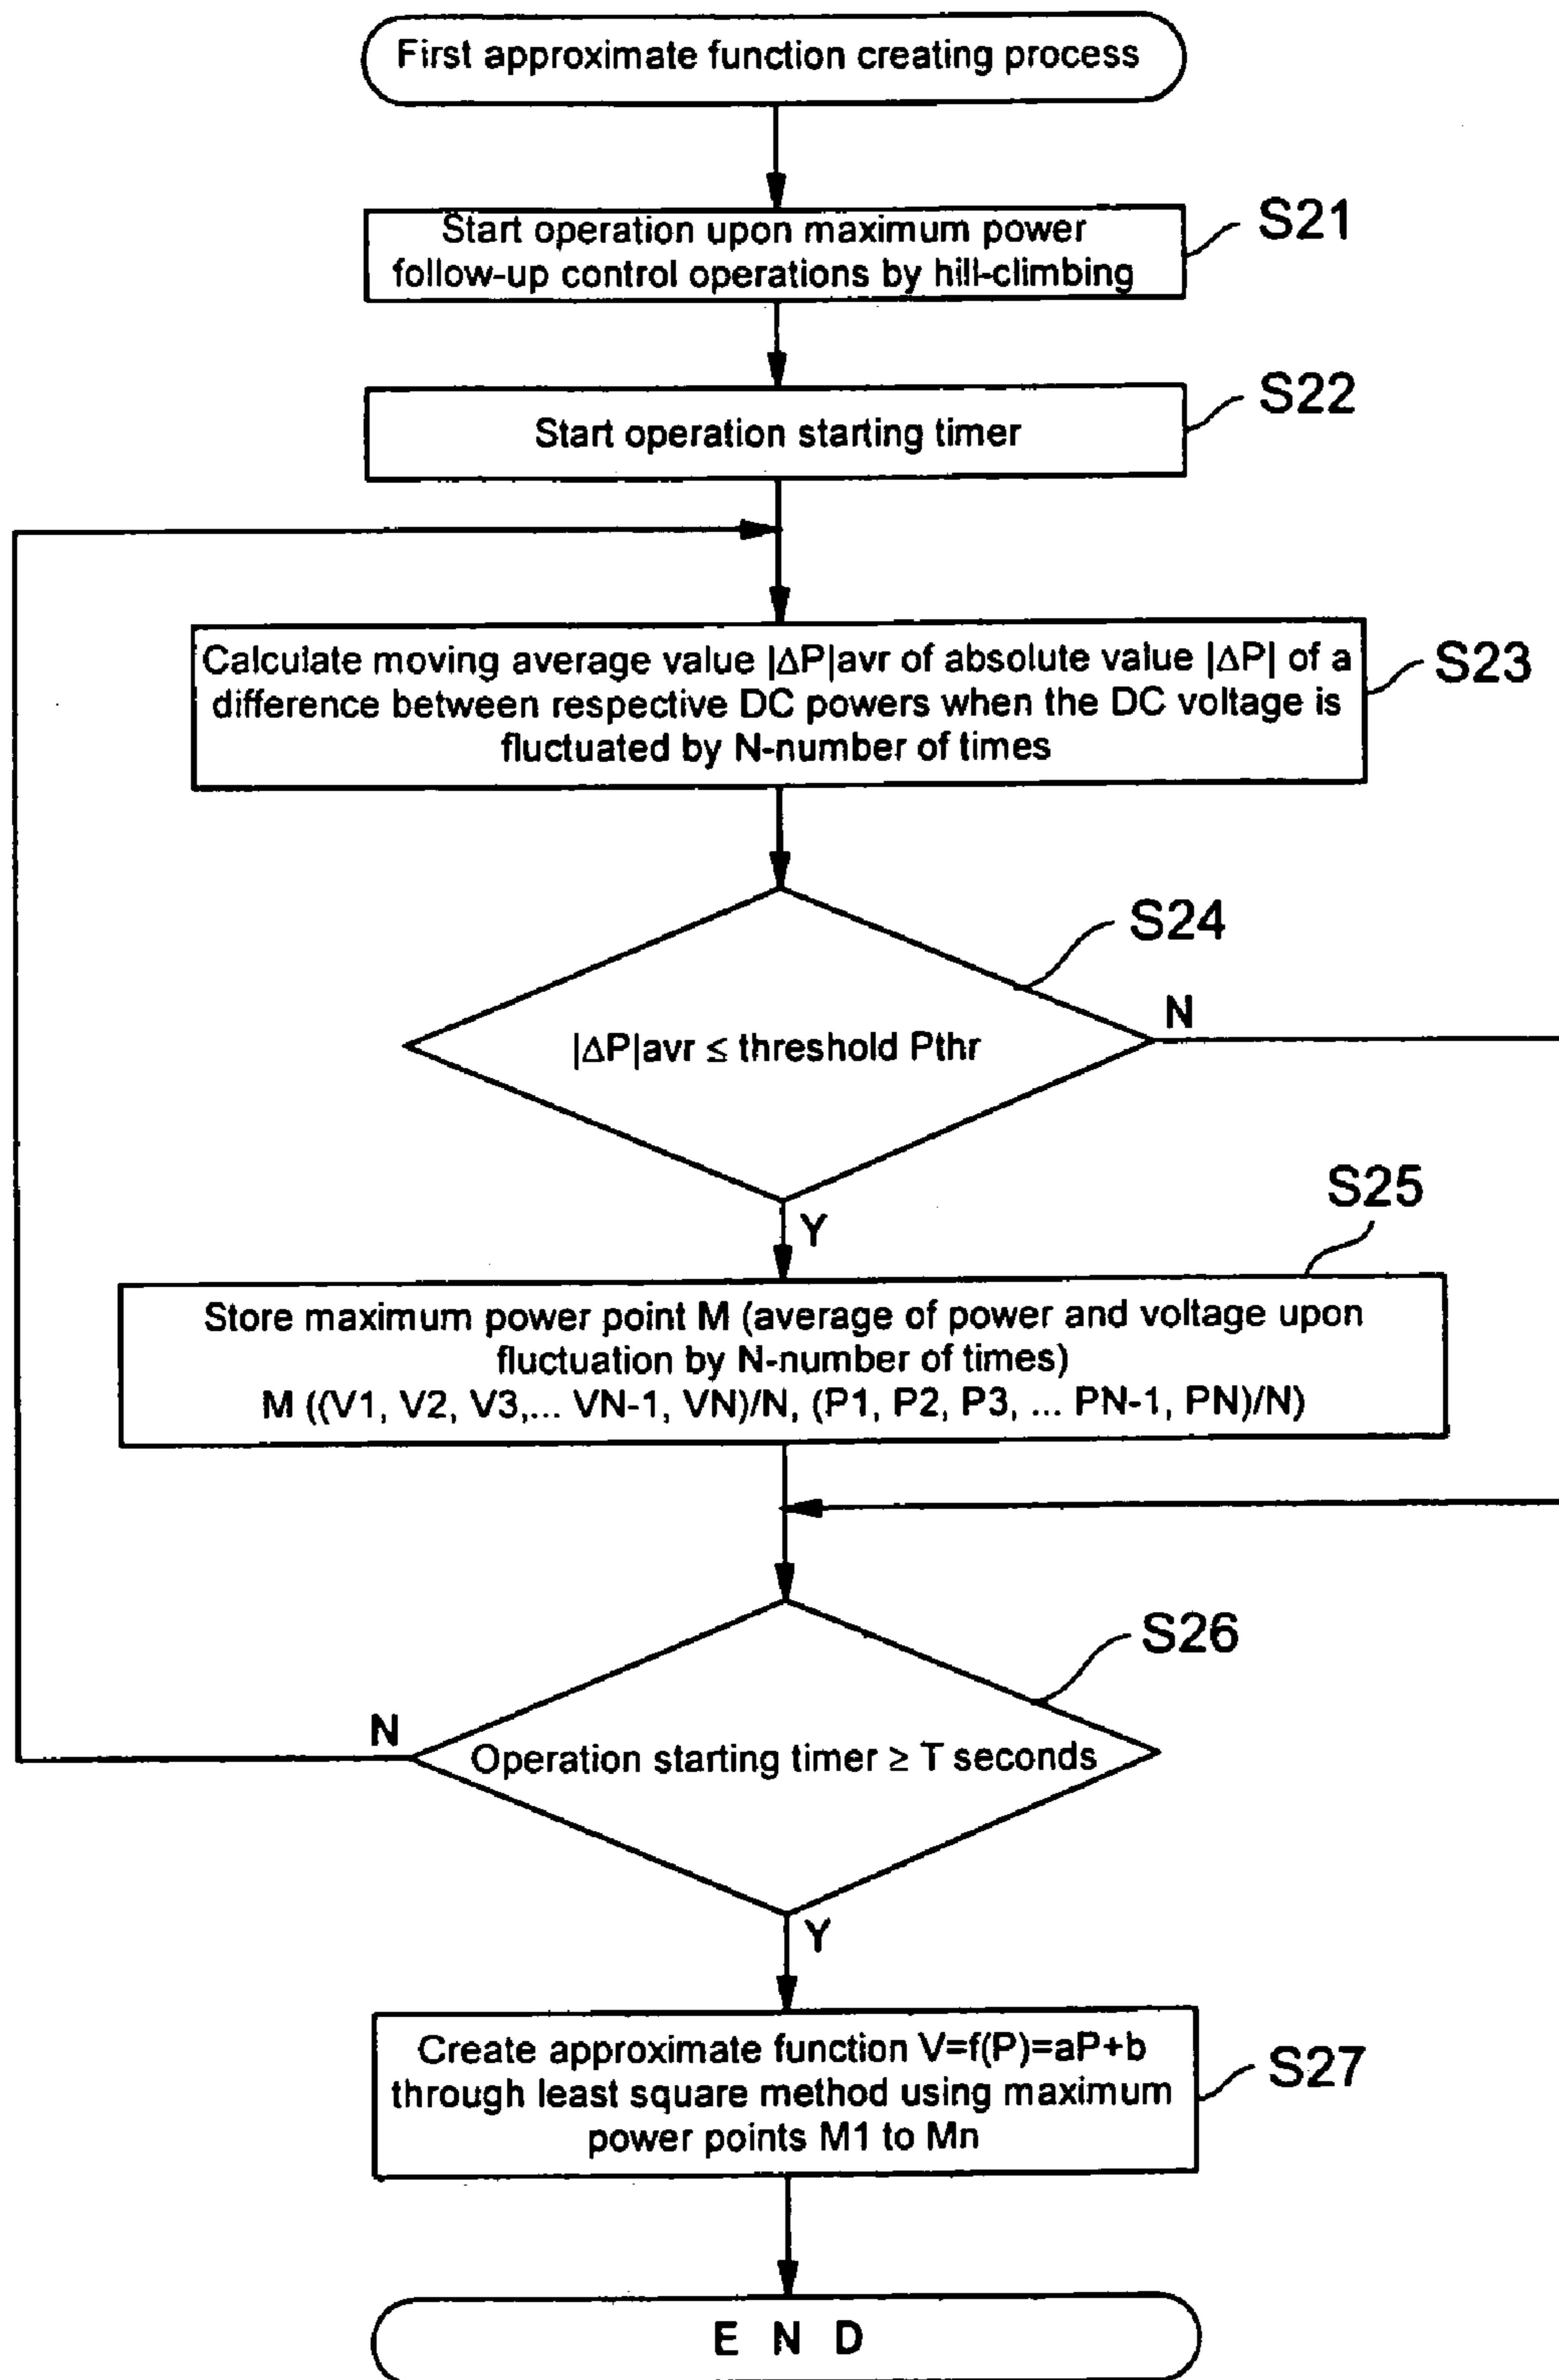 First approximate function creating process
Start operation upon maximum power
follow-up control operations by hill-climbing
S21
Start operation starting timer
S22
Calculate moving average value |ΔP|avr of absolute value |ΔP| of a
difference between respective DC powers when the DC voltage is
fluctuated by N-number of times
S23
S24
|ΔP|avr ≤ threshold Pthr
N
Y
S25
Store maximum power point M (average of power and voltage upon
fluctuation by N-number of times)
M ((V1, V2, V3,... VN-1, VN)/N, (P1, P2, P3, ... PN-1, PN)/N)
S26
Operation starting timer ≥ T seconds
N
Y
Create approximate function V=f(P)=aP+b
through least square method using maximum
power points M1 to Mn
S27
E N D